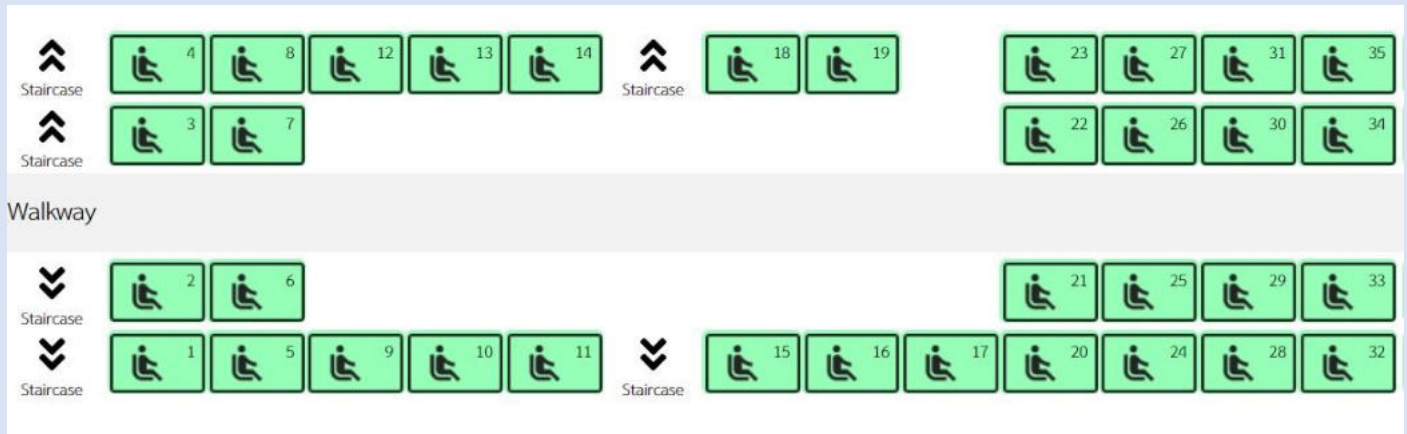 4 8 12 13 14 18 19 23 27 31 35
Staircase Staircase
3 7 22 26 30 34
Staircase
Walkway
2 6 21 25 29 33
Staircase
1 5 9 10 11 15 16 17 20 24 28 32
Staircase Staircase